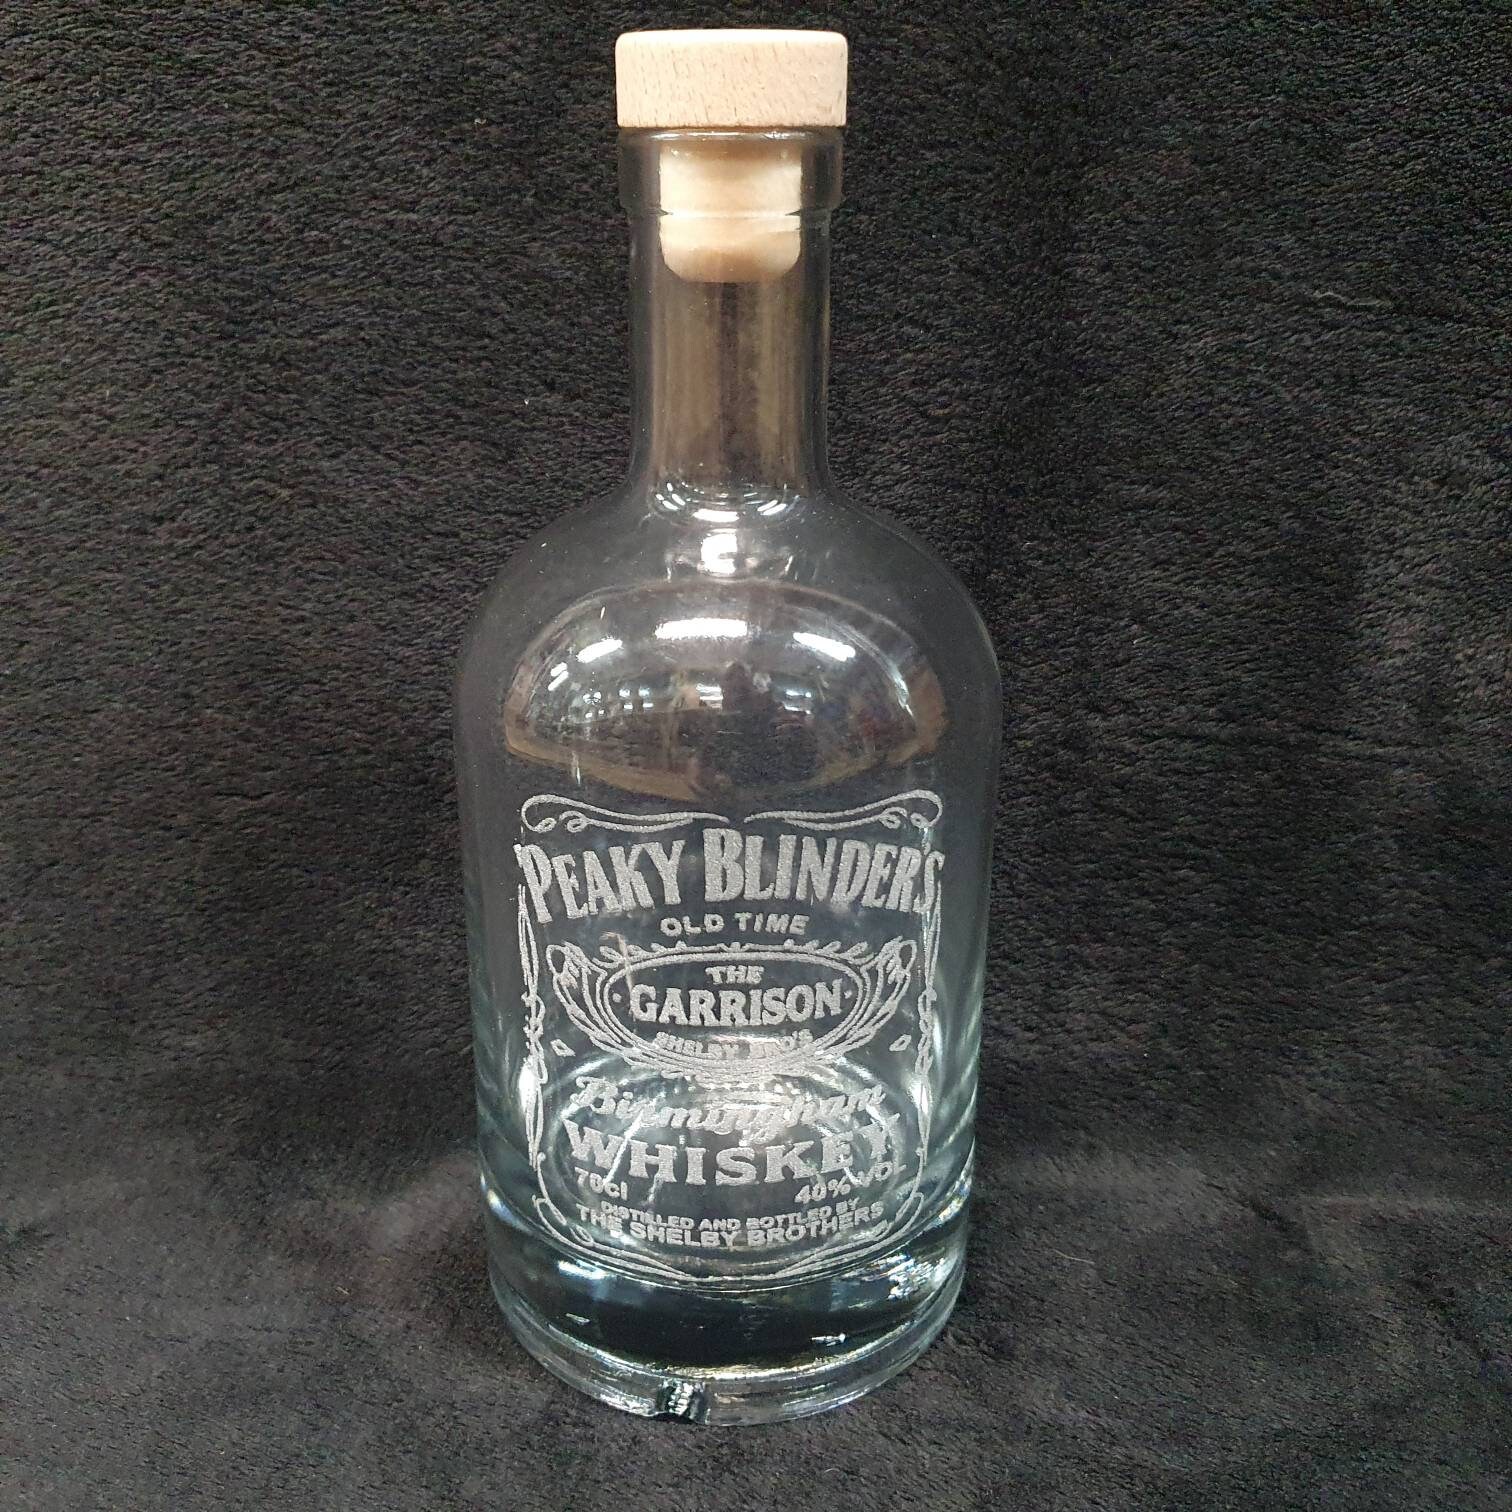 PEAKY BLINDERS
OLD TIME
THE
GARRISON
SHELBY BRO'S
Birmingham
WHISKEY
70cl 40% VOL
DISTILLED AND BOTTLED BY
THE SHELBY BROTHERS